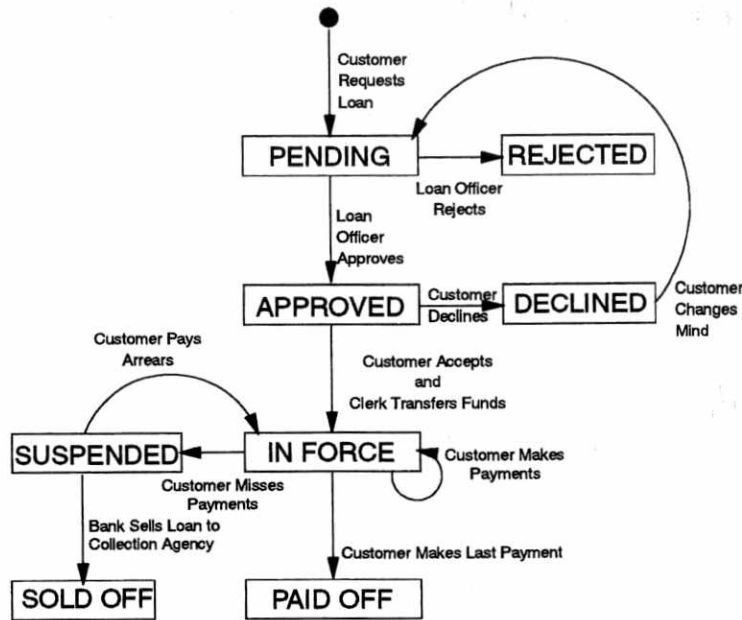 Customer
Requests
Loan
PENDING
REJECTED
Loan Officer
Rejects
Loan
Officer
Approves
APPROVED
Customer
Declines
DECLINED
Customer
Changes
Mind
Customer Pays
Arrears
Customer Accepts
and
Clerk Transfers Funds
SUSPENDED
IN FORCE
Customer Makes
Payments
Customer Misses
Payments
Bank Sells Loan to
Collection Agency
Customer Makes Last Payment
SOLD OFF
PAID OFF